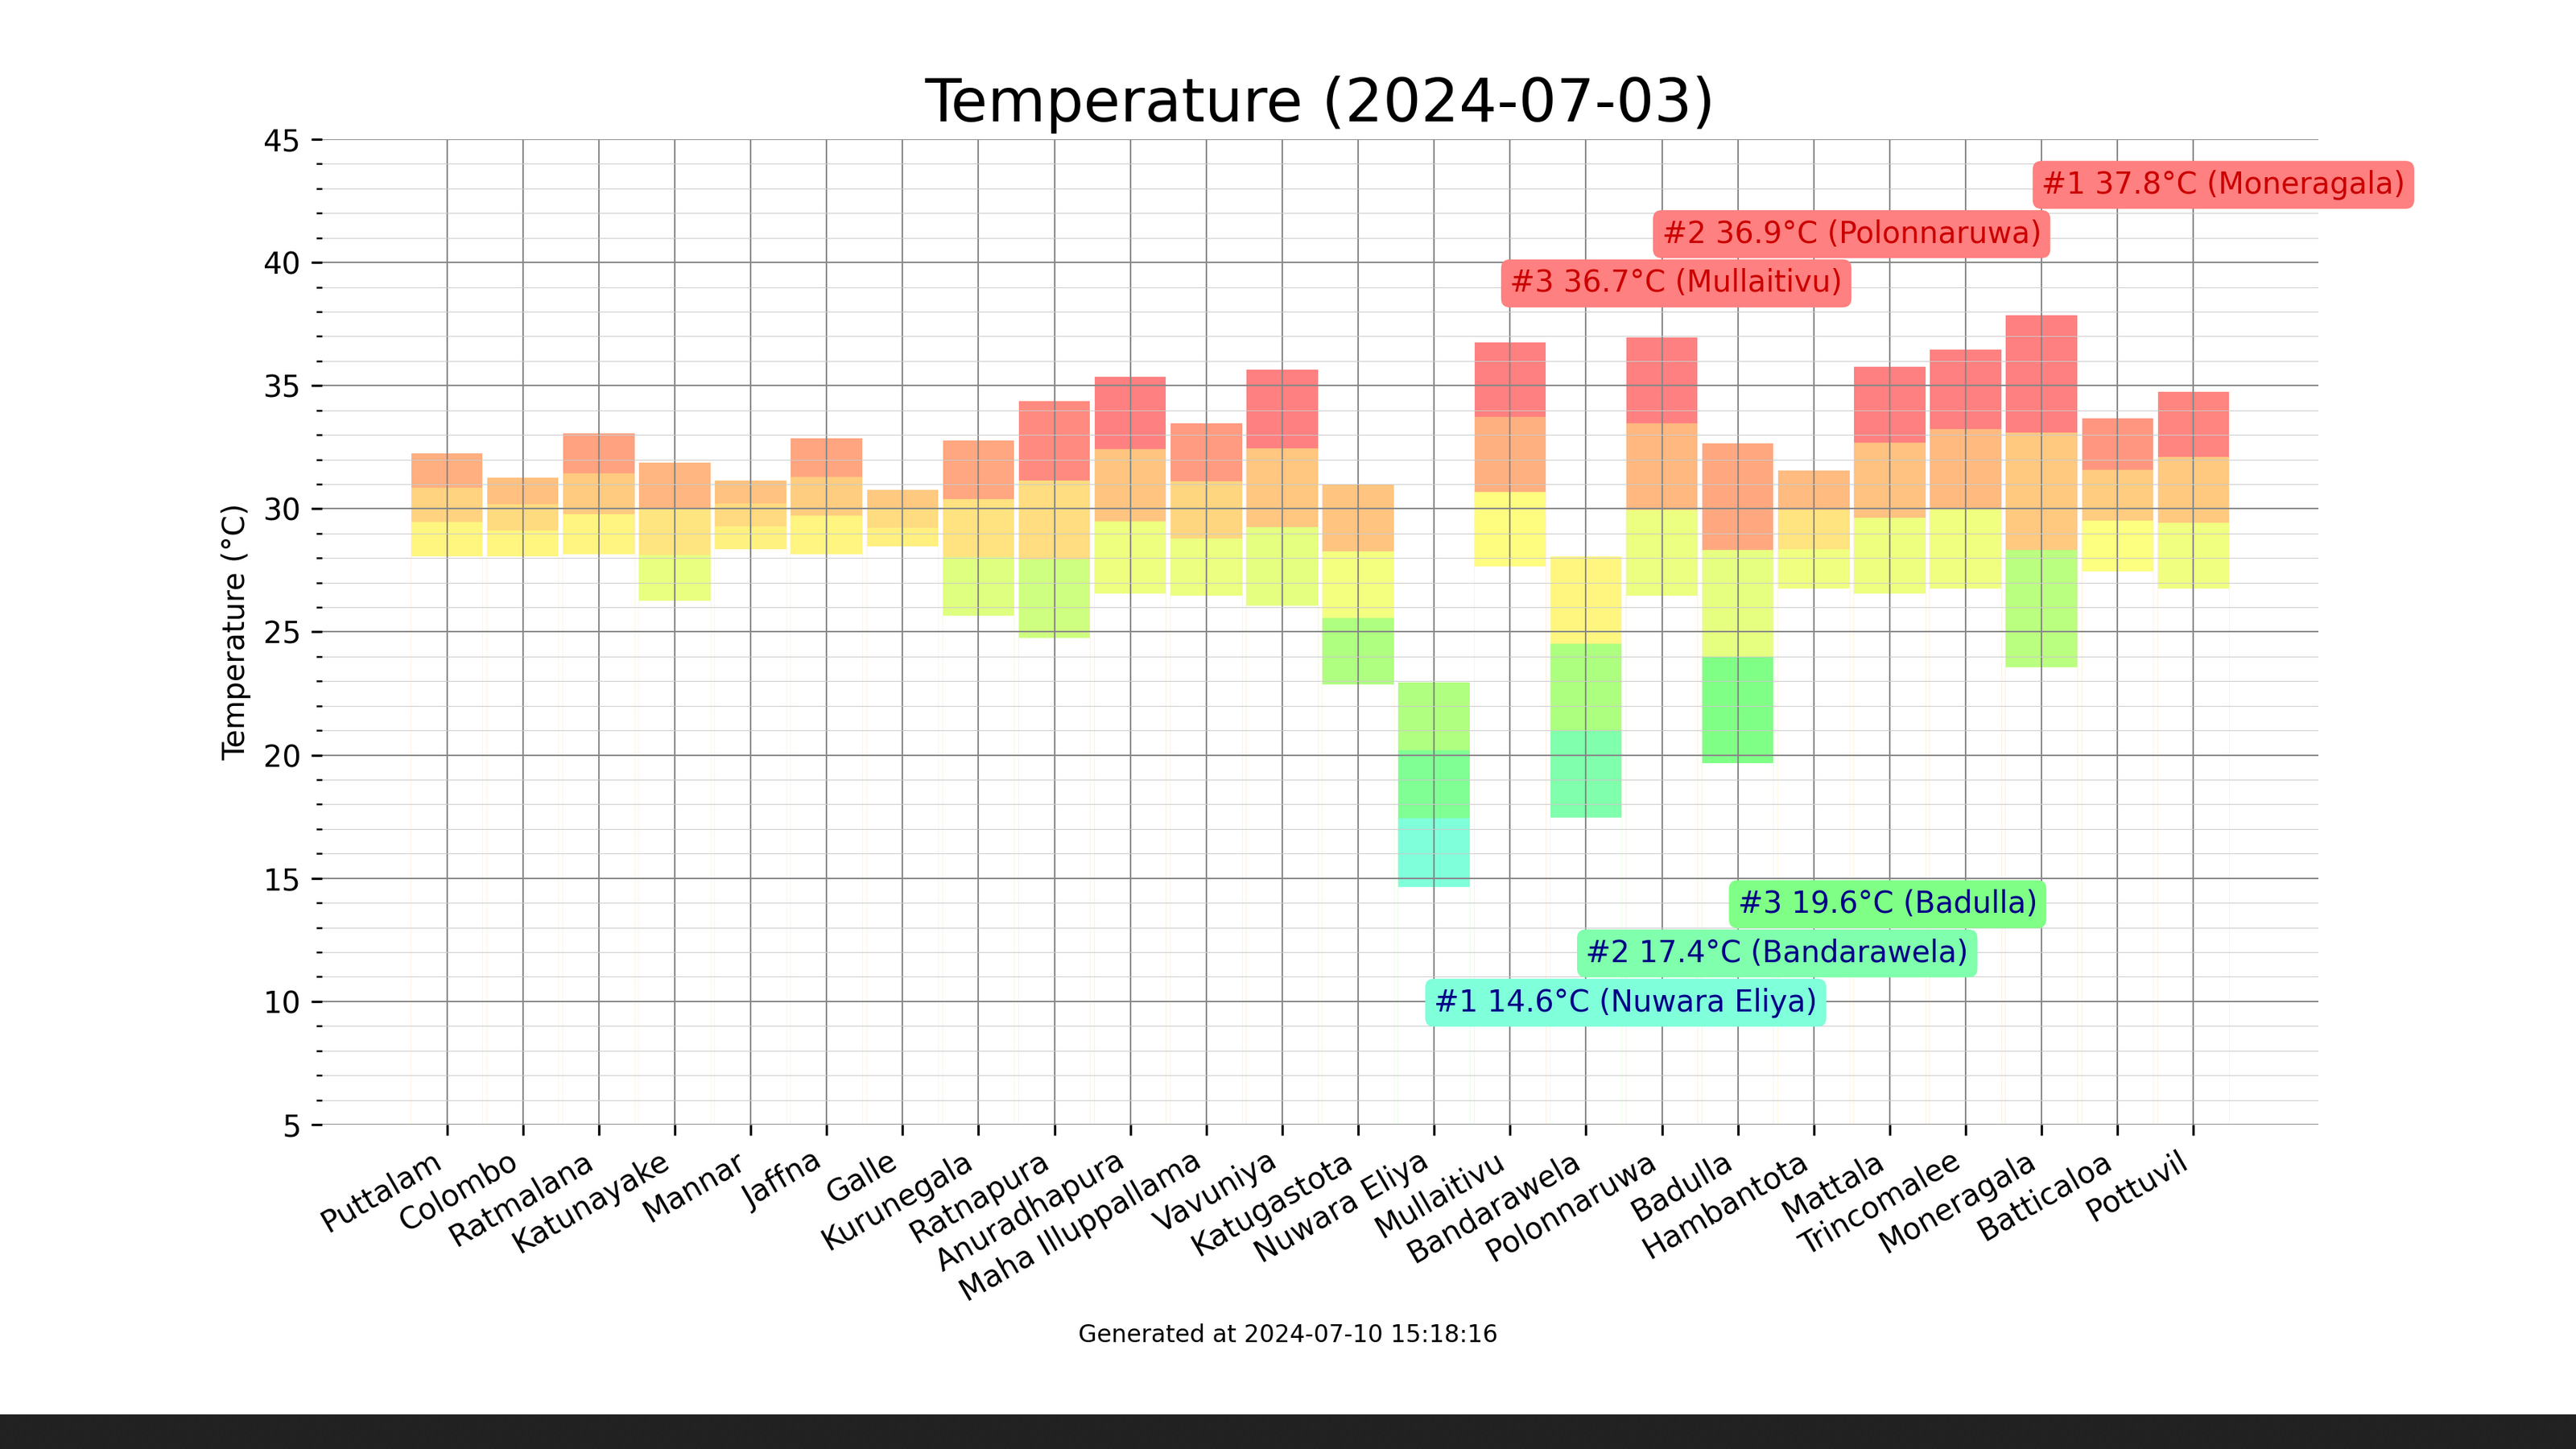 Temperature (2024-07-03)
45
40
35
30
25
20
15
10
5
Temperature (°C)
#1 37.8°C (Moneragala)
#2 36.9°C (Polonnaruwa)
#3 36.7°C (Mullaitivu)
#3 19.6°C (Badulla)
#2 17.4°C (Bandarawela)
#1 14.6°C (Nuwara Eliya)
Puttalam
Colombo
Ratmalana
Katunayake
Mannar
Jaffna
Galle
Kurunegala
Ratnapura
Anuradhapura
Maha Illuppallama
Vavuniya
Katugastota
Nuwara Eliya
Mullaitivu
Bandarawela
Polonnaruwa
Badulla
Hambantota
Mattala
Trincomalee
Moneragala
Batticaloa
Pottuvil
Generated at 2024-07-10 15:18:16